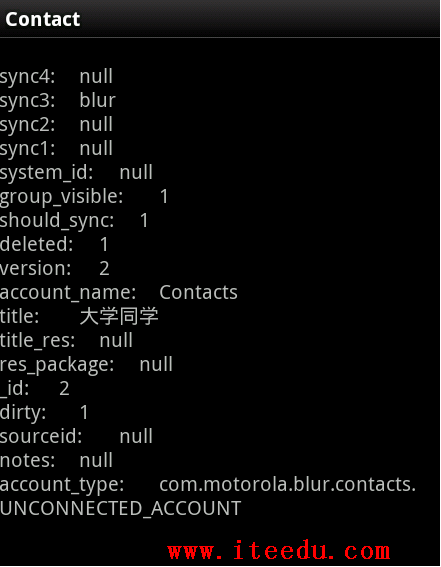 Contact
sync4: null
sync3: blur
sync2: null
sync1: null
system_id: null
group_visible: 1
should_sync: 1
deleted: 1
version: 2
account_name: Contacts
title: 大学同学
title_res: null
res_package: null
_id: 2
dirty: 1
sourceid: null
notes: null
account_type: com.motorola.blur.contacts.
UNCONNECTED_ACCOUNT
www.iteedu.com